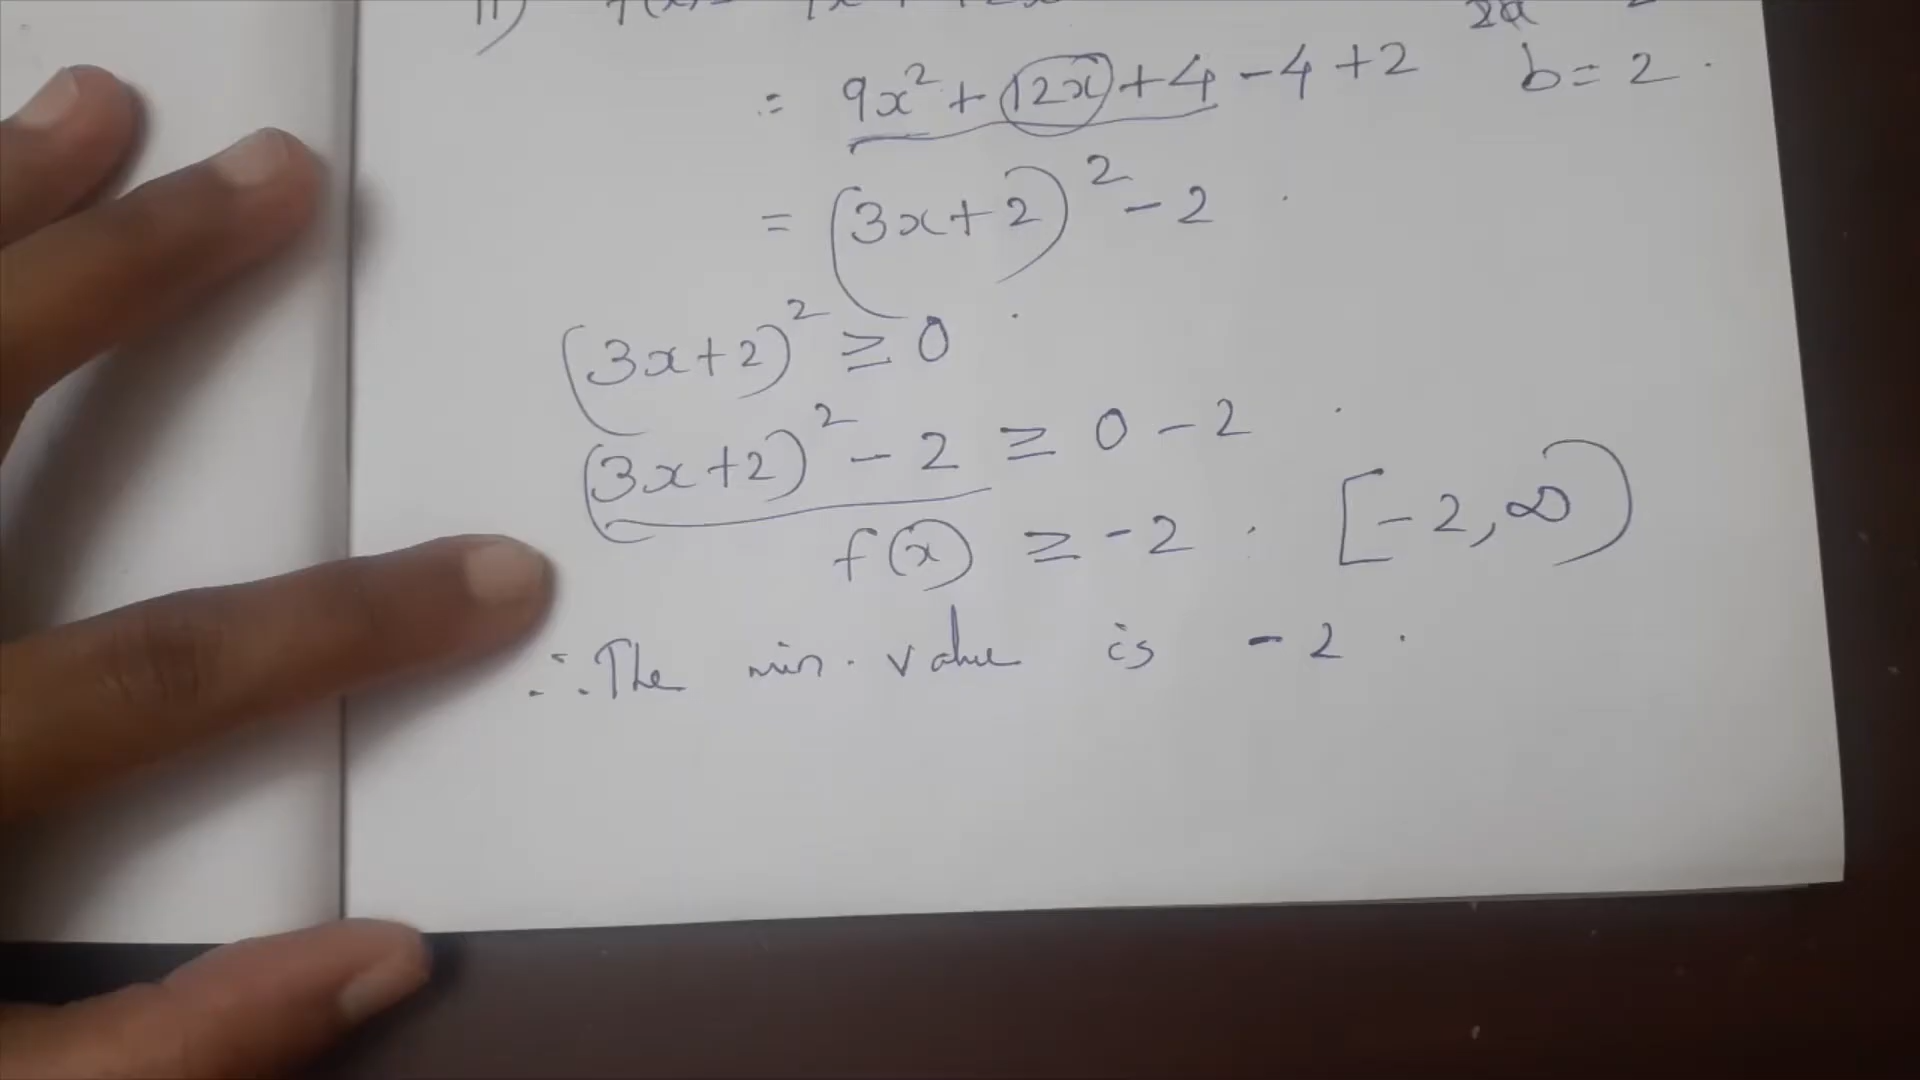 = 9x² + 12x + 4 - 4 + 2 b = 2 .
= (3x + 2)² - 2
(3x + 2)² ≥ 0
(3x + 2)² - 2 ≥ 0 - 2
f(x) ≥ -2 . [-2, ∞)
∴ The min. value is -2 .